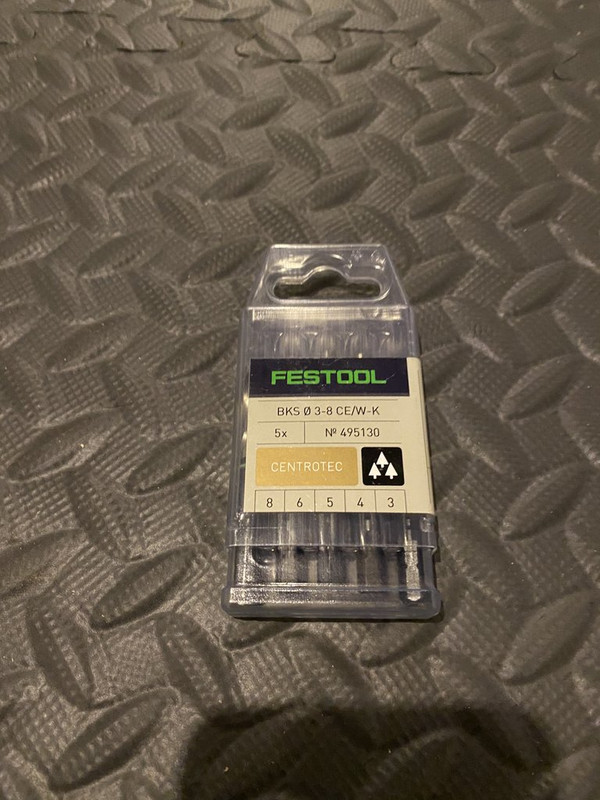 FESTOOL
BKS Ø 3-8 CE/W-K
5x Nº 495130
CENTROTEC
8 6 5 4 3